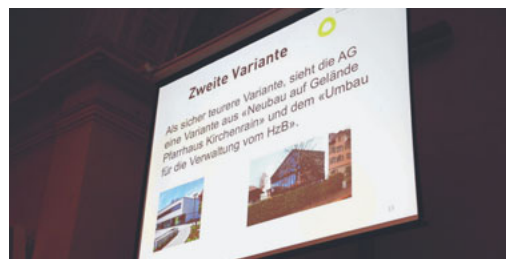 Zweite Variante
Als sicher teurere Variante, sieht die AG
eine Variante aus «Neubau auf Gelände
Pfarrhaus Kirchenrain» und dem «Umbau
für die Verwaltung vom HzB».